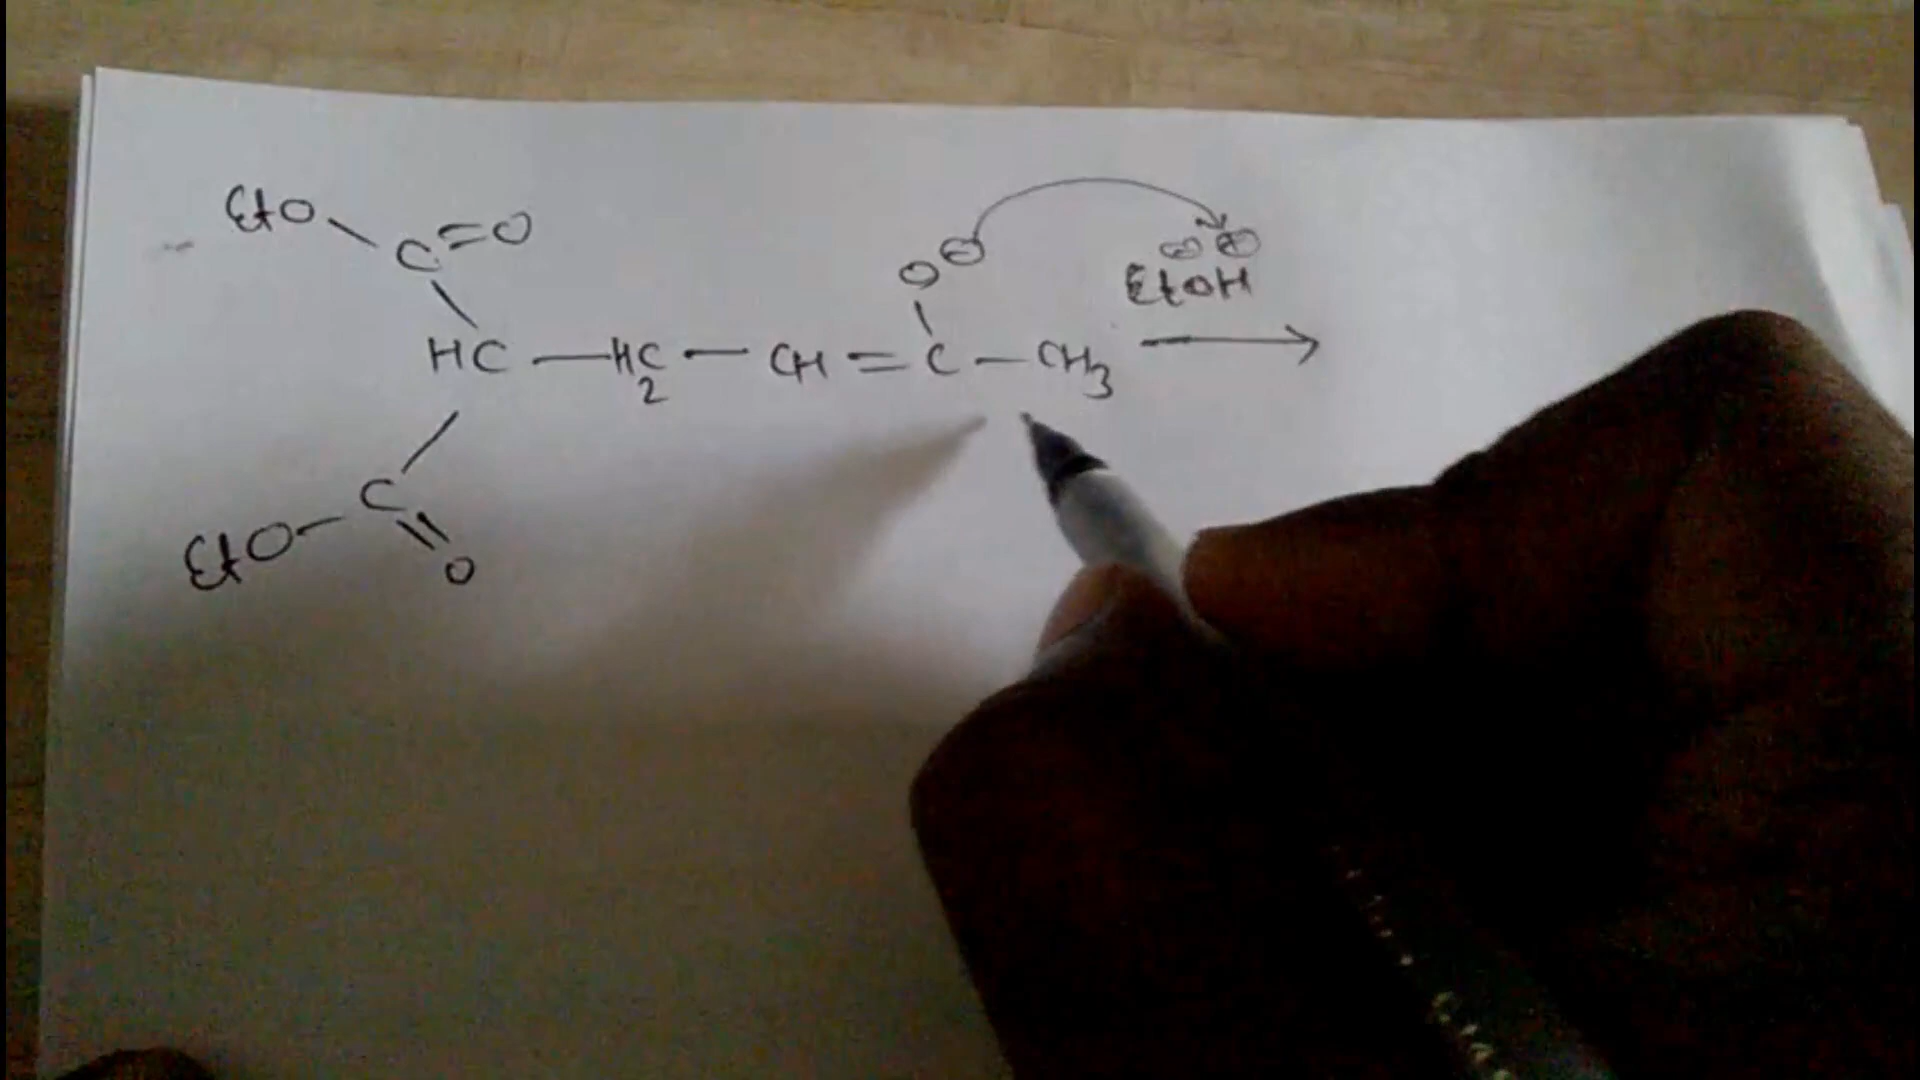 EtO C=O O⊖ ⊖ ⊕
EtOH
HC — H₂C — CH = C — CH₃ →
EtO — C
O